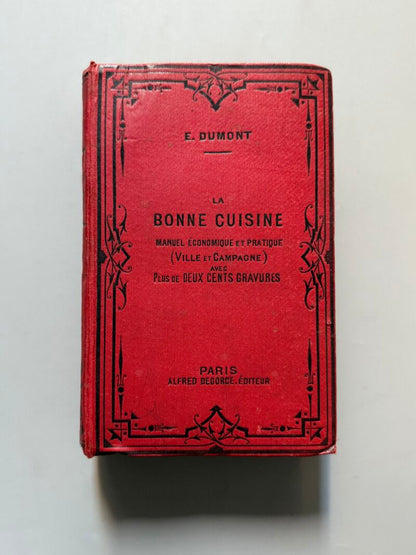 E. DUMONT
LA
BONNE CUISINE
MANUEL ÉCONOMIQUE ET PRATIQUE
(VILLE ET CAMPAGNE)
AVEC
PLUS DE DEUX CENTS GRAVURES
PARIS
ALFRED DEGORCE, ÉDITEUR